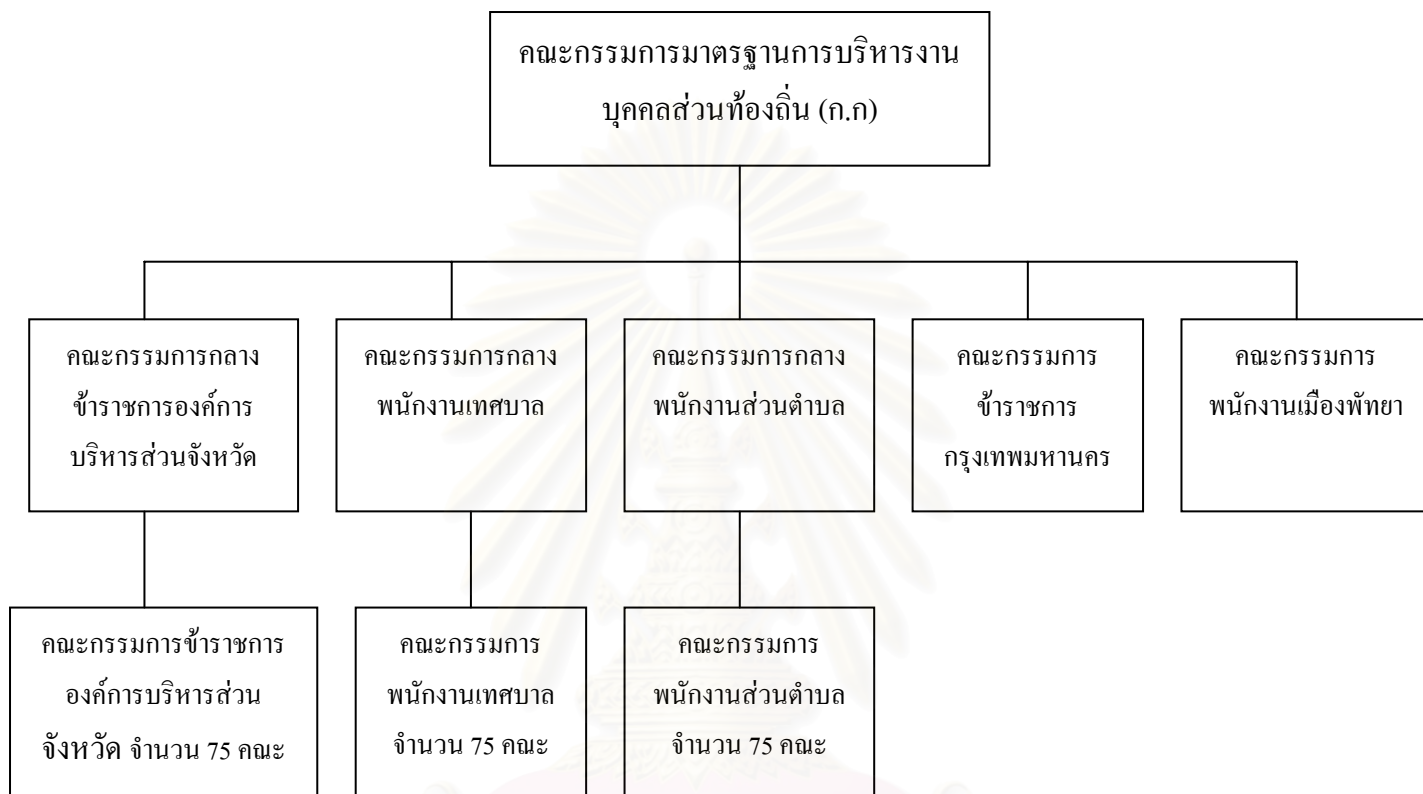 คณะกรรมการมาตรฐานการบริหารงาน
บุคคลส่วนท้องถิ่น (ก.ก)
คณะกรรมการกลาง
ข้าราชการองค์การ
บริหารส่วนจังหวัด
คณะกรรมการกลาง
พนักงานเทศบาล
คณะกรรมการกลาง
พนักงานส่วนตำบล
คณะกรรมการ
ข้าราชการ
กรุงเทพมหานคร
คณะกรรมการ
พนักงานเมืองพัทยา
คณะกรรมการข้าราชการ
องค์การบริหารส่วน
จังหวัด จำนวน 75 คณะ
คณะกรรมการ
พนักงานเทศบาล
จำนวน 75 คณะ
คณะกรรมการ
พนักงานส่วนตำบล
จำนวน 75 คณะ